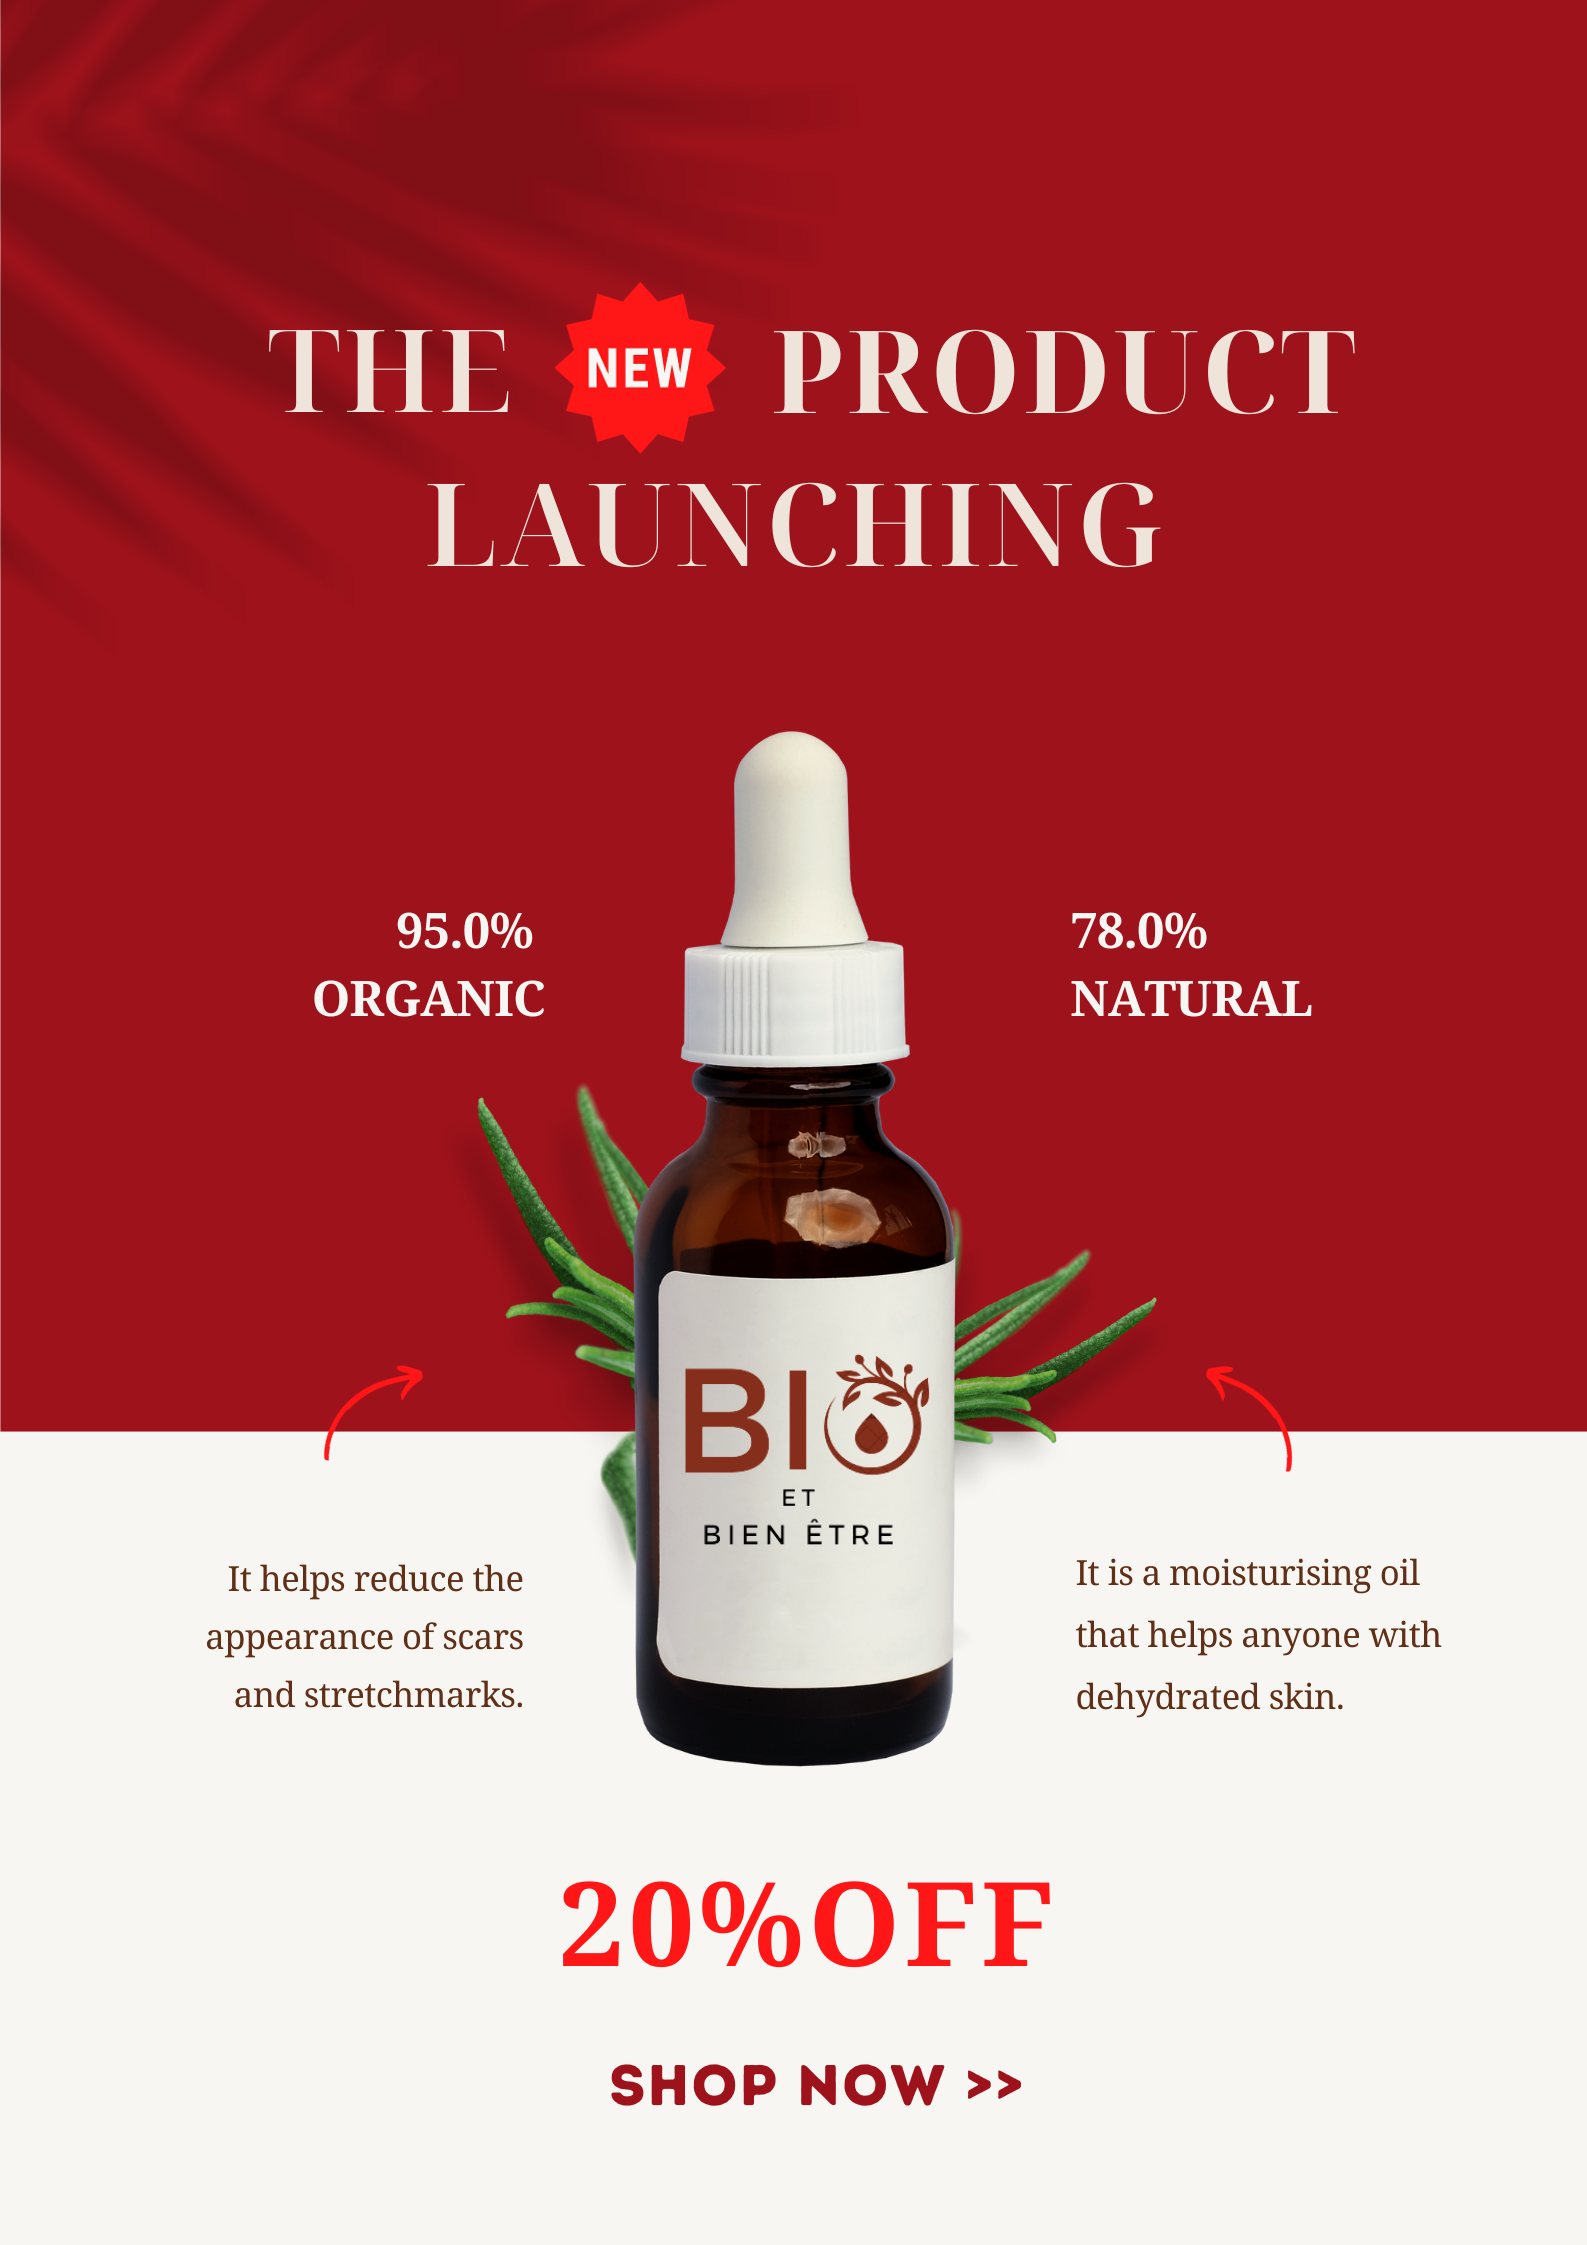 THE NEW PRODUCT
LAUNCHING
95.0%
ORGANIC
78.0%
NATURAL
BIO
ET
BIEN ÊTRE
It helps reduce the
appearance of scars
and stretchmarks.
It is a moisturising oil
that helps anyone with
dehydrated skin.
20%OFF
SHOP NOW >>